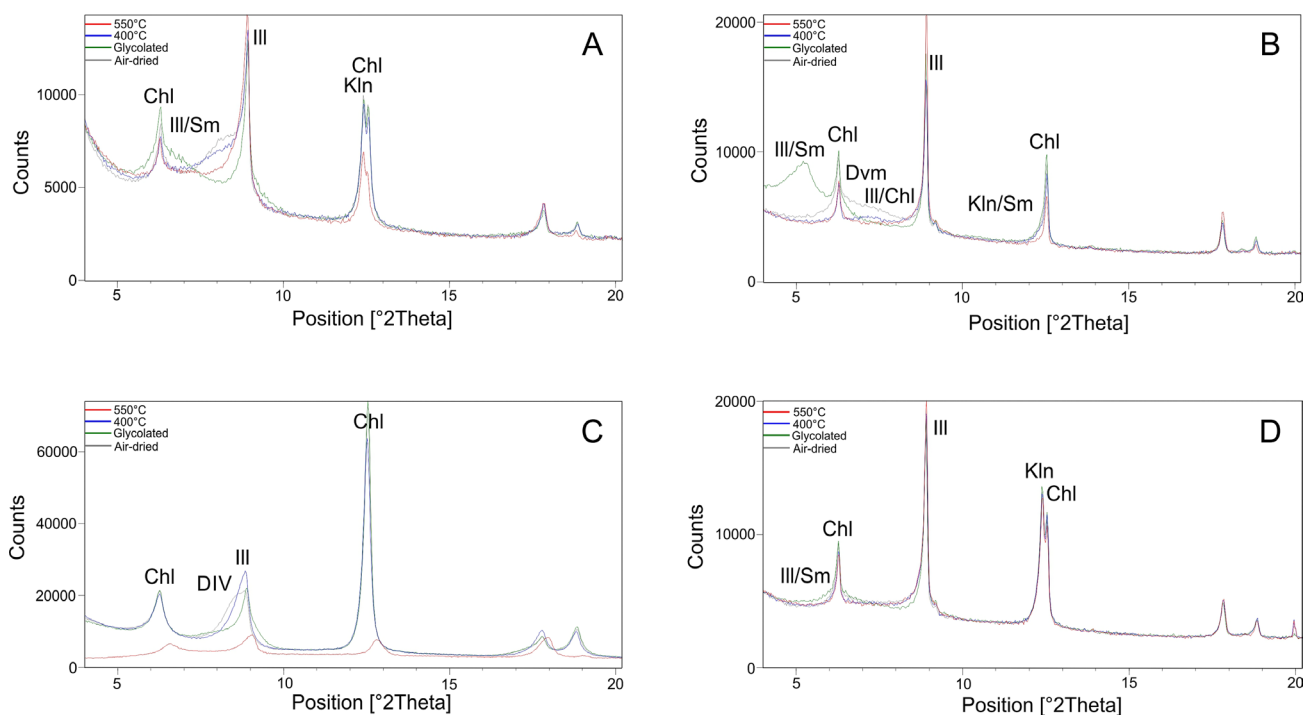 550°C
400°C
Glycolated
Air-dried
A
Ill
Chl
Kln
Chl
Ill/Sm
10000
5000
0
Counts
5
10
15
20
Position [°2Theta]
550°C
400°C
Glycolated
Air-dried
B
Ill
Ill/Sm
Chl
Dvm
Ill/Chl
Chl
Kln/Sm
20000
10000
0
Counts
5
10
15
20
Position [°2Theta]
550°C
400°C
Glycolated
Air-dried
C
Chl
Ill
DIV
Chl
60000
40000
20000
0
Counts
5
10
15
20
Position [°2Theta]
550°C
400°C
Glycolated
Air-dried
D
Ill
Kln
Chl
Chl
Ill/Sm
20000
10000
0
Counts
5
10
15
20
Position [°2Theta]